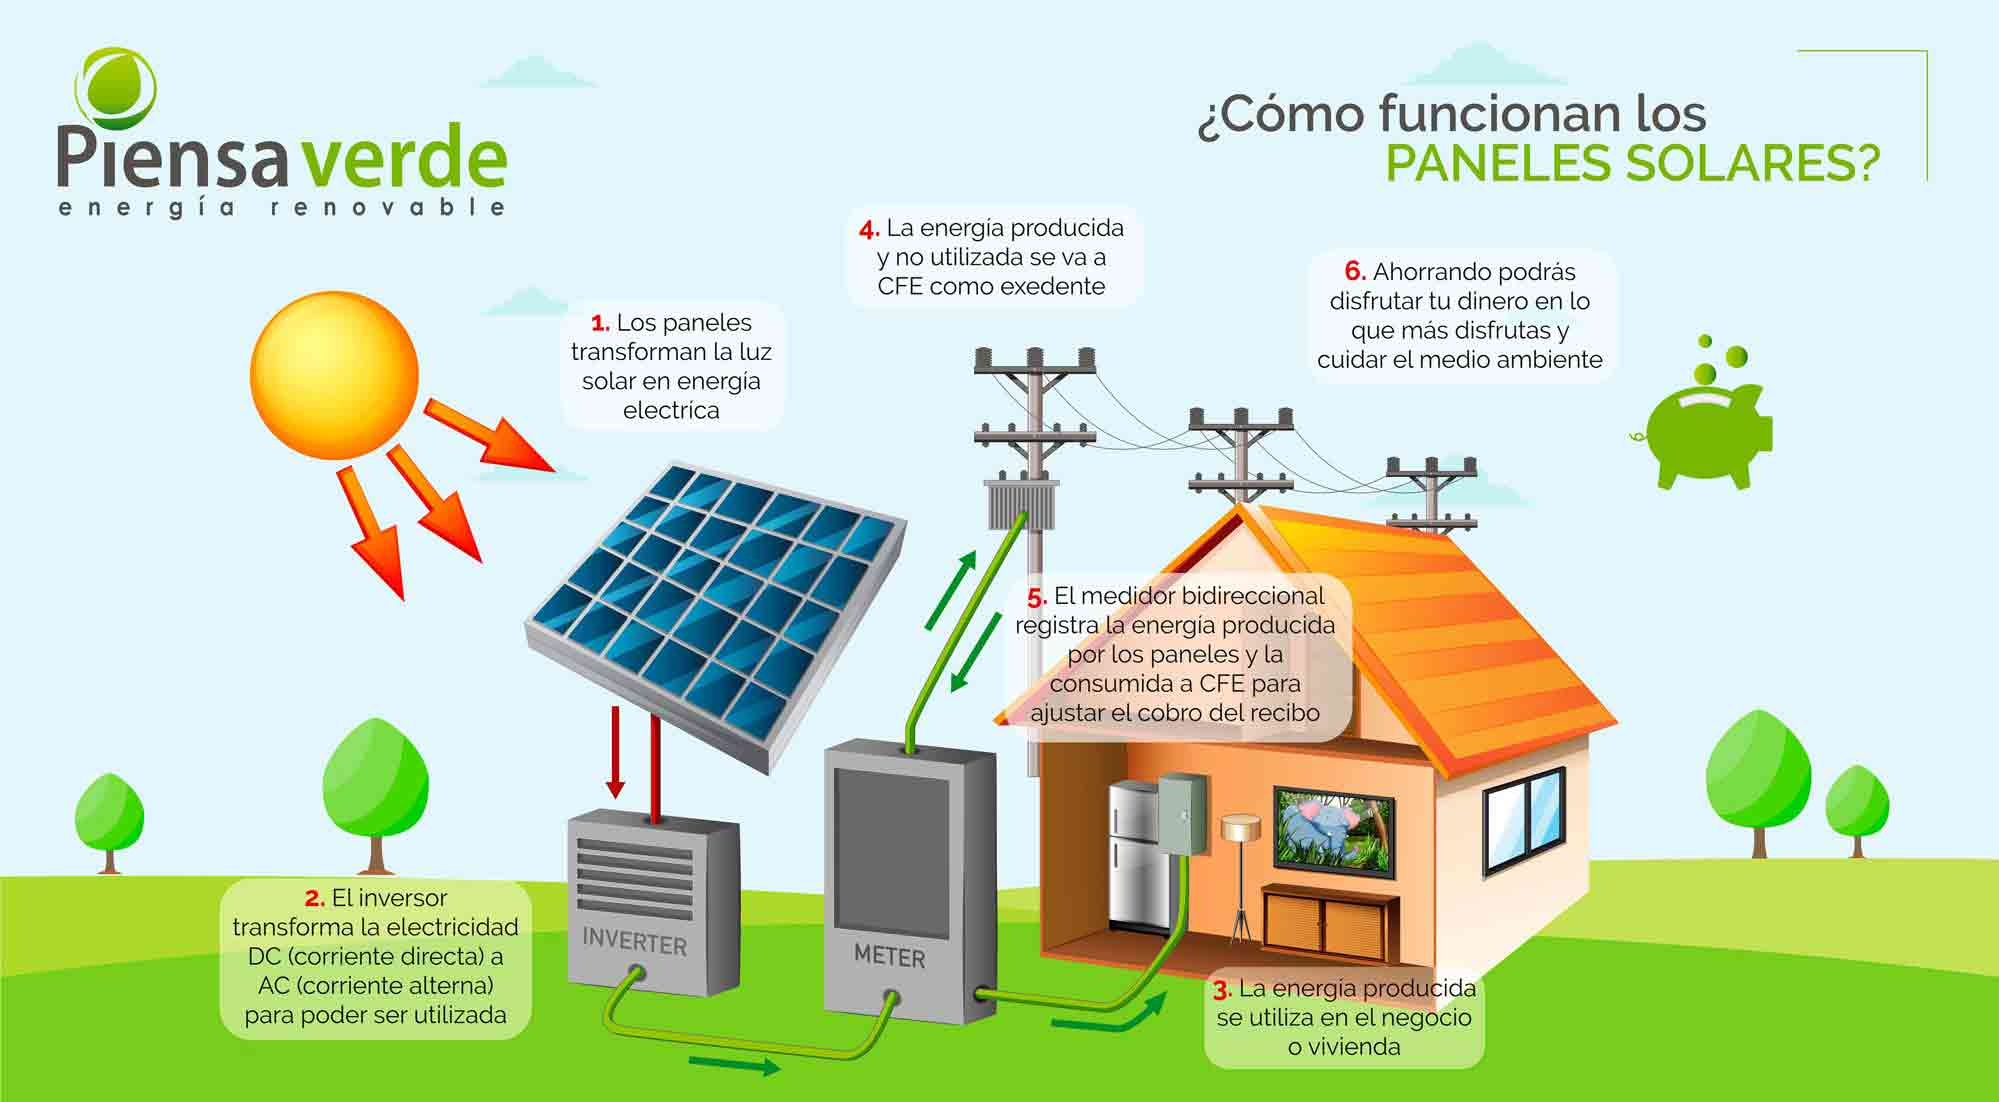 Piensa verde
energía renovable
¿Cómo funcionan los
PANELES SOLARES?
1. Los paneles
transforman la luz
solar en energía
electríca
2. El inversor
transforma la electricidad
DC (corriente directa) a
AC (corriente alterna)
para poder ser utilizada
3. La energía producida
se utiliza en el negocio
o vivienda
4. La energía producida
y no utilizada se va a
CFE como exedente
5. El medidor bidireccional
registra la energía producida
por los paneles y la
consumida a CFE para
ajustar el cobro del recibo
6. Ahorrando podrás
disfrutar tu dinero en lo
que más disfrutas y
cuidar el medio ambiente
INVERTER
METER